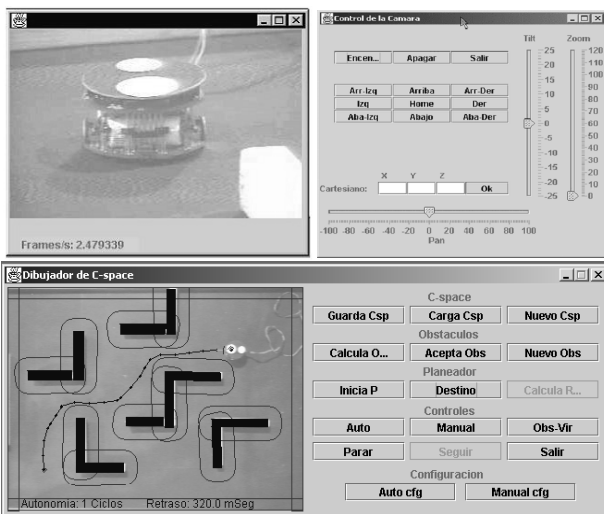 Control de la Camara
Tilt Zoom
Encen... Apagar Salir
Arr-Izq Arriba Arr-Der
Izq Home Der
Aba-Izq Abajo Aba-Der
25
20
15
10
5
0
-5
-10
-15
-20
-25
120
110
100
90
80
70
60
50
40
30
20
10
0
X Y Z
Cartesiano: Ok
-100 -80 -60 -40 -20 0 20 40 60 80 100
Pan
Frames/s: 2.479339
Dibujador de C-space
C-space
Guarda Csp Carga Csp Nuevo Csp
Obstaculos
Calcula O... Acepta Obs Nuevo Obs
Planeador
Inicia P Destino Calcula R...
Controles
Auto Manual Obs-Vir
Parar Seguir Salir
Configuracion
Auto cfg Manual cfg
Autonomia: 1 Ciclos Retraso: 320.0 mSeg